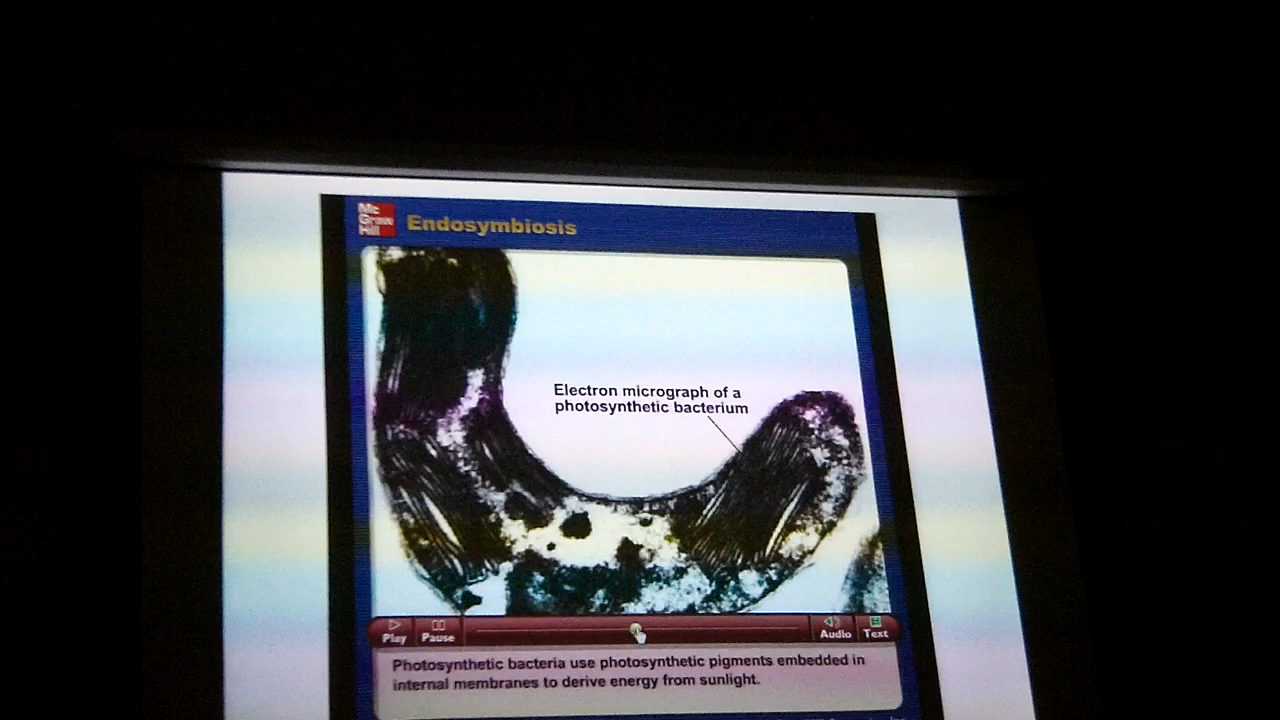 Mc
Graw
Hill
Endosymbiosis
Electron micrograph of a
photosynthetic bacterium
Play
Pause
Audio
Text
Photosynthetic bacteria use photosynthetic pigments embedded in
internal membranes to derive energy from sunlight.